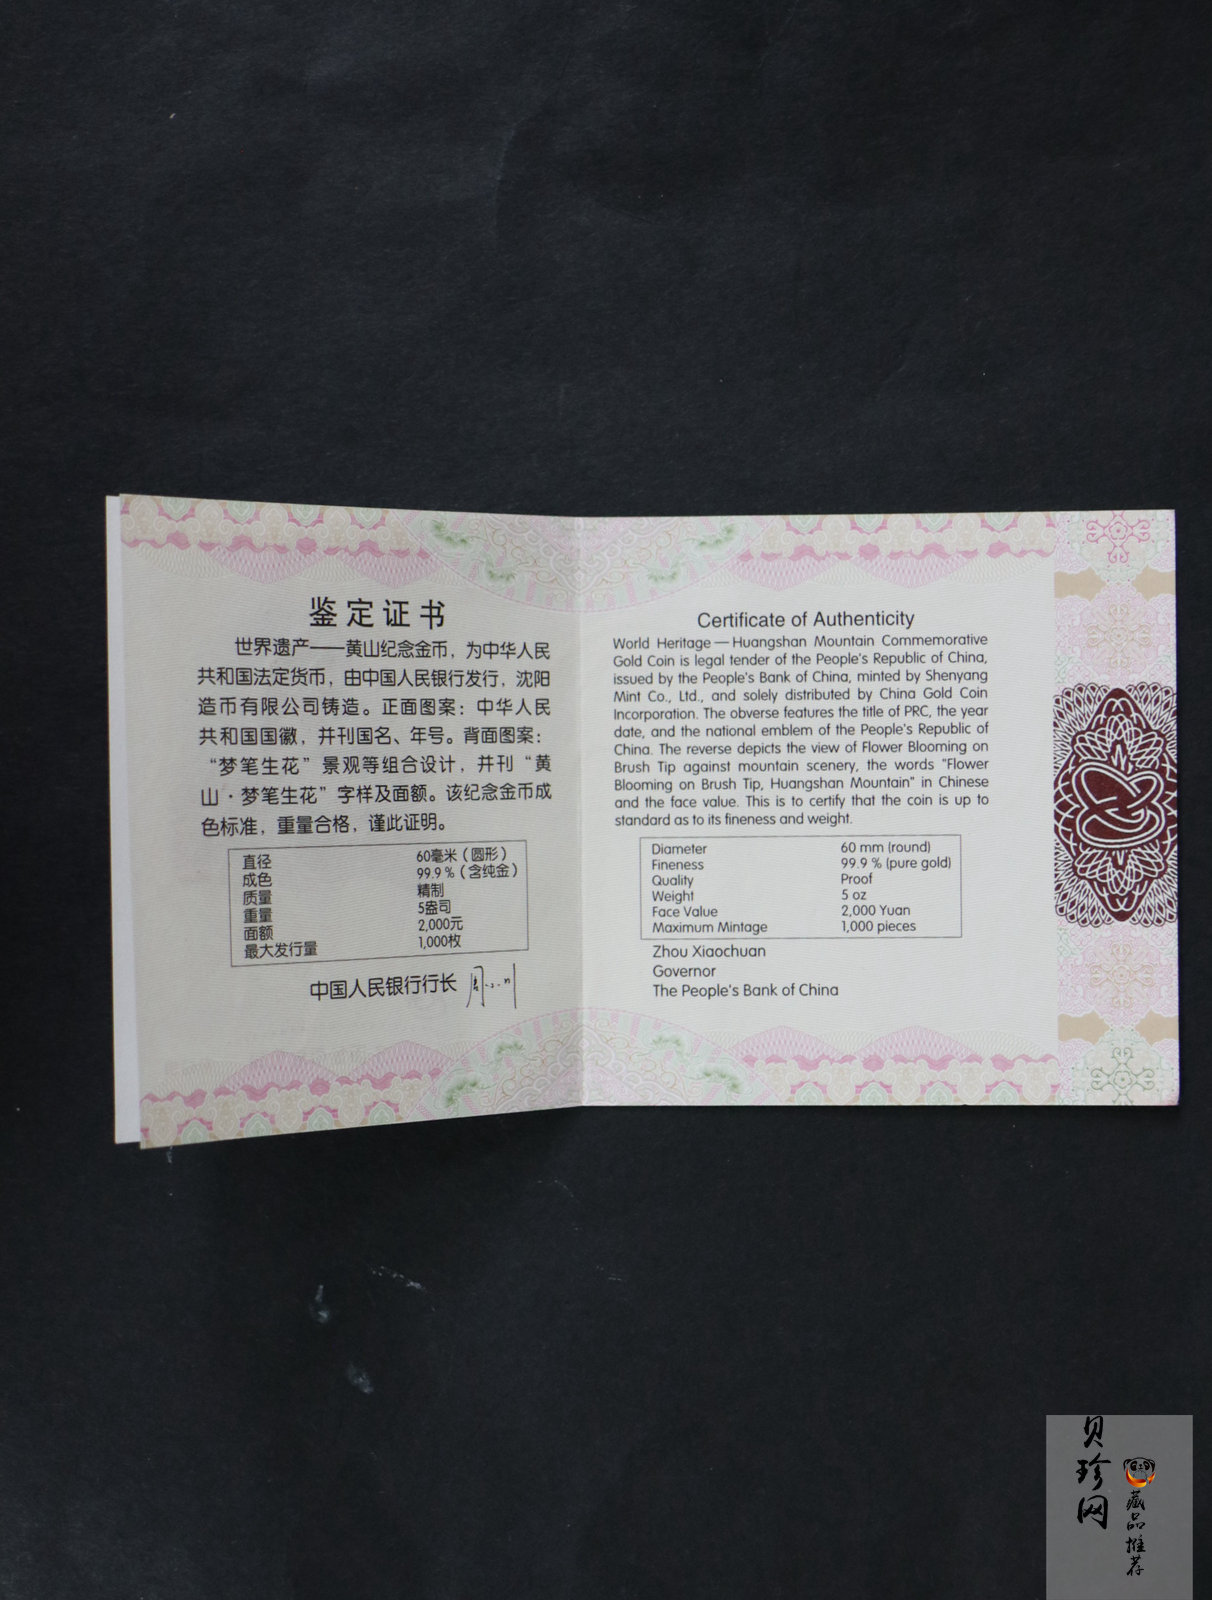 鉴定证书
世界遗产——黄山纪念金币，为中华人民
共和国法定货币，由中国人民银行发行，沈阳
造币有限公司铸造。正面图案：中华人民
共和国国徽，并刊国名、年号。背面图案：
“梦笔生花”景观等组合设计，并刊“黄
山·梦笔生花”字样及面额。该纪念金币成
色标准，重量合格，谨此证明。
直径 60毫米（圆形）
成色 99.9％（含纯金）
质量 精制
重量 5盎司
面额 2,000元
最大发行量 1,000枚
中国人民银行行长
Certificate of Authenticity
World Heritage — Huangshan Mountain Commemorative
Gold Coin is legal tender of the People's Republic of China,
issued by the People's Bank of China, minted by Shenyang
Mint Co., Ltd., and solely distributed by China Gold Coin
Incorporation. The obverse features the title of PRC, the year
date, and the national emblem of the People's Republic of
China. The reverse depicts the view of Flower Blooming on
Brush Tip against mountain scenery, the words "Flower
Blooming on Brush Tip, Huangshan Mountain" in Chinese
and the face value. This is to certify that the coin is up to
standard as to its fineness and weight.
Diameter 60 mm (round)
Fineness 99.9 % (pure gold)
Quality Proof
Weight 5 oz
Face Value 2,000 Yuan
Maximum Mintage 1,000 pieces
Zhou Xiaochuan
Governor
The People's Bank of China
贝珍网
藏品推荐